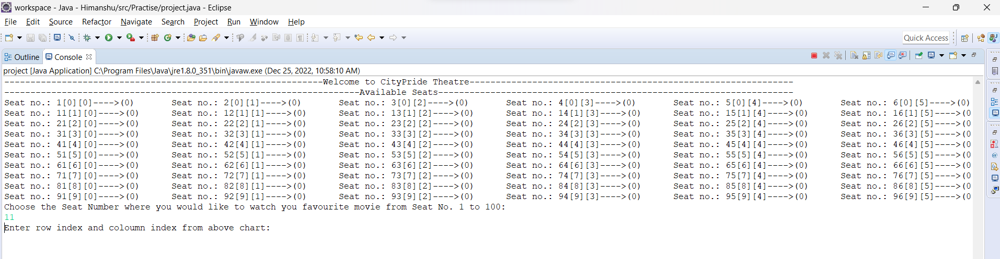 workspace - Java - Himanshu/src/Practise/project.java - Eclipse
File Edit Source Refactor Navigate Search Project Run Window Help
Quick Access
Outline Console
project [Java Application] C:\Program Files\Java\jre1.8.0_351\bin\javaw.exe (Dec 25, 2022, 10:58:10 AM)
-------------------------------------------------------------Welcome to CityPride Theatre--------------------------------------------------------------
--------------------------------------------------------------------Available Seats--------------------------------------------------------------------
Seat no.: 1[0][0]---->(0) Seat no.: 2[0][1]---->(0) Seat no.: 3[0][2]---->(0) Seat no.: 4[0][3]---->(0) Seat no.: 5[0][4]---->(0) Seat no.: 6[0][5]---->(0)
Seat no.: 11[1][0]---->(0) Seat no.: 12[1][1]---->(0) Seat no.: 13[1][2]---->(0) Seat no.: 14[1][3]---->(0) Seat no.: 15[1][4]---->(0) Seat no.: 16[1][5]---->(0
Seat no.: 21[2][0]---->(0) Seat no.: 22[2][1]---->(0) Seat no.: 23[2][2]---->(0) Seat no.: 24[2][3]---->(0) Seat no.: 25[2][4]---->(0) Seat no.: 26[2][5]---->(0
Seat no.: 31[3][0]---->(0) Seat no.: 32[3][1]---->(0) Seat no.: 33[3][2]---->(0) Seat no.: 34[3][3]---->(0) Seat no.: 35[3][4]---->(0) Seat no.: 36[3][5]---->(0
Seat no.: 41[4][0]---->(0) Seat no.: 42[4][1]---->(0) Seat no.: 43[4][2]---->(0) Seat no.: 44[4][3]---->(0) Seat no.: 45[4][4]---->(0) Seat no.: 46[4][5]---->(0
Seat no.: 51[5][0]---->(0) Seat no.: 52[5][1]---->(0) Seat no.: 53[5][2]---->(0) Seat no.: 54[5][3]---->(0) Seat no.: 55[5][4]---->(0) Seat no.: 56[5][5]---->(0
Seat no.: 61[6][0]---->(0) Seat no.: 62[6][1]---->(0) Seat no.: 63[6][2]---->(0) Seat no.: 64[6][3]---->(0) Seat no.: 65[6][4]---->(0) Seat no.: 66[6][5]---->(0
Seat no.: 71[7][0]---->(0) Seat no.: 72[7][1]---->(0) Seat no.: 73[7][2]---->(0) Seat no.: 74[7][3]---->(0) Seat no.: 75[7][4]---->(0) Seat no.: 76[7][5]---->(0
Seat no.: 81[8][0]---->(0) Seat no.: 82[8][1]---->(0) Seat no.: 83[8][2]---->(0) Seat no.: 84[8][3]---->(0) Seat no.: 85[8][4]---->(0) Seat no.: 86[8][5]---->(0
Seat no.: 91[9][0]---->(0) Seat no.: 92[9][1]---->(0) Seat no.: 93[9][2]---->(0) Seat no.: 94[9][3]---->(0) Seat no.: 95[9][4]---->(0) Seat no.: 96[9][5]---->(0
Choose the Seat Number where you would like to watch you favourite movie from Seat No. 1 to 100:
11
Enter row index and coloumn index from above chart: